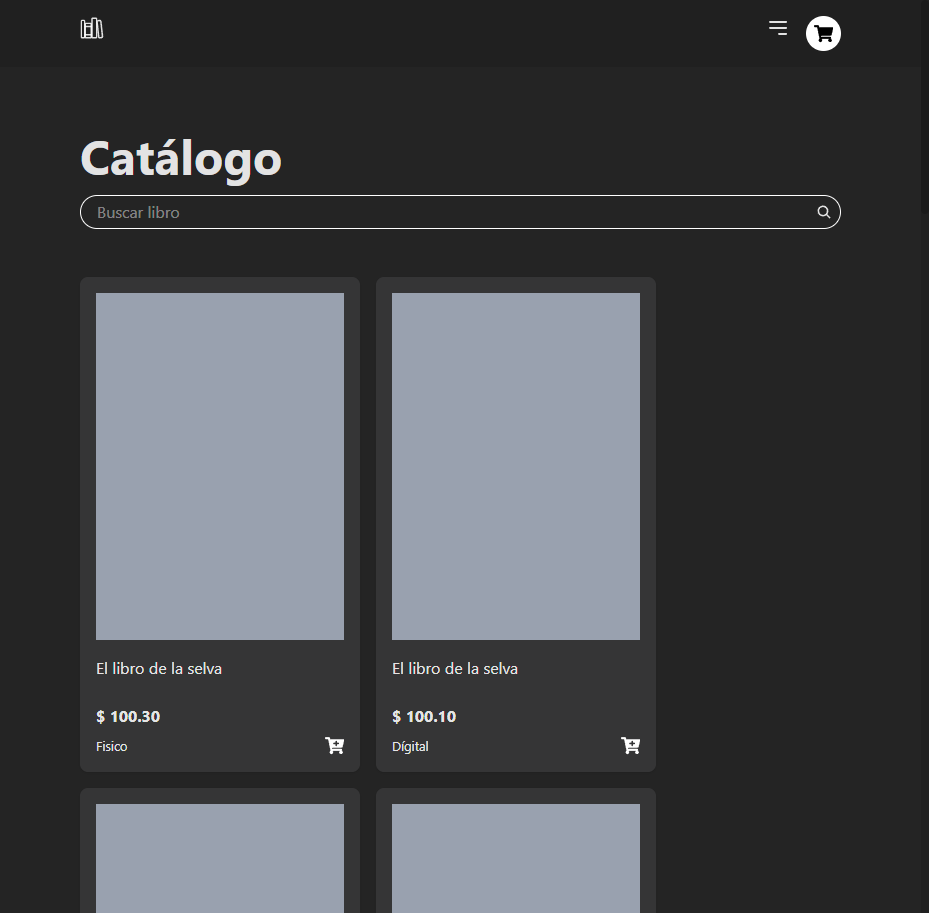 Catálogo
Buscar libro
El libro de la selva
$ 100.30
Fisico
El libro de la selva
$ 100.10
Dígital